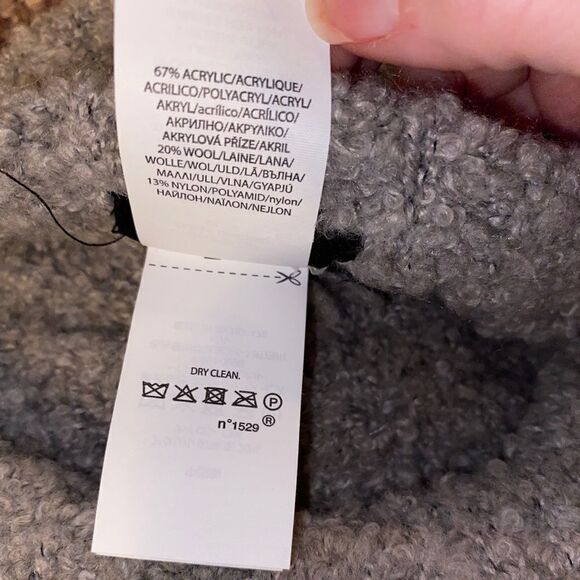 67% ACRYLIC/ACRYLIQUE/
ACRÍLICO/POLYACRYL/ACRYL/
AKRYL/acrílico/ACRÍLICO/
АКРИЛНО/ΑΚΡΥΛΙΚΟ/
AKRYLOVÁ PŘÍZE/AKRIL
20% WOOL/LAINE/LANA/
WOLLE/WOL/ULD/LÃ/ВЪЛНА/
ΜΑΛΛΙ/ULL/VLNA/GYAPJÚ
13% NYLON/POLYAMID/nylon/
НАЙЛОН/ΝΑΪΛΟΝ/NEJLON
DRY CLEAN.
P
n°1529®